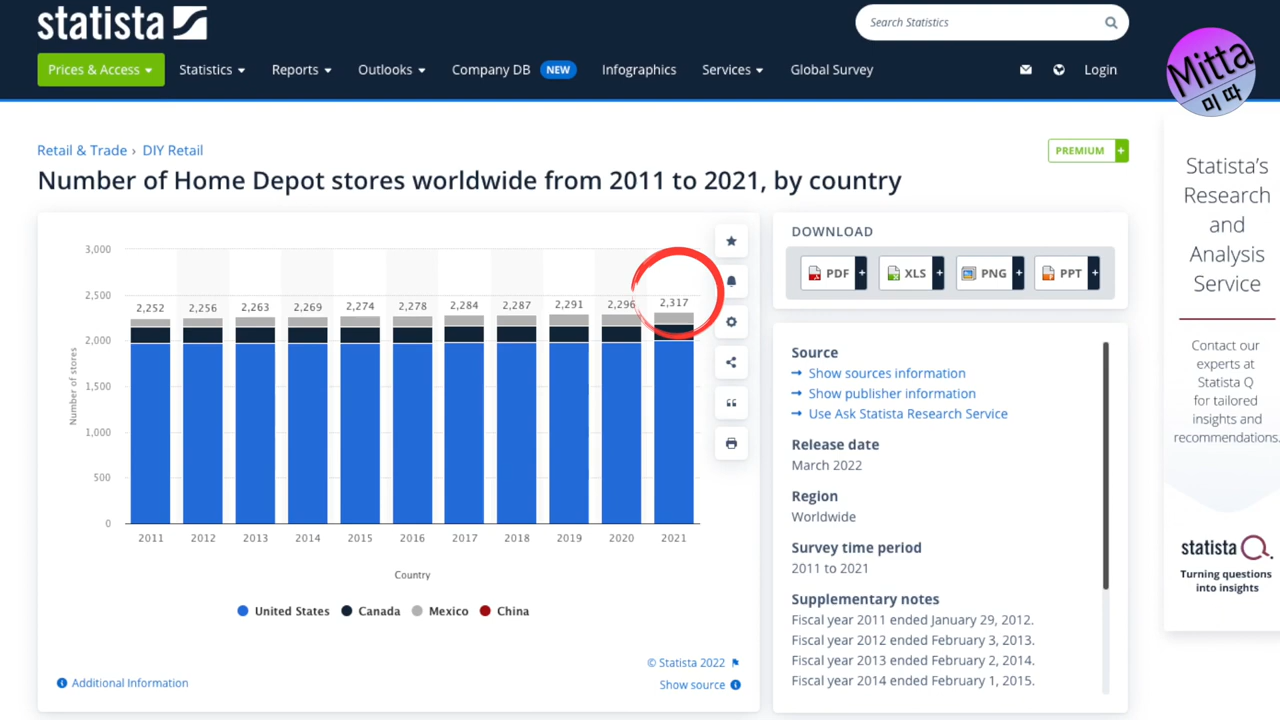 statista
Search Statistics
Prices & Access
Statistics
Reports
Outlooks
Company DB NEW
Infographics
Services
Global Survey
Login
Mitta
미따
Retail & Trade › DIY Retail
PREMIUM +
Number of Home Depot stores worldwide from 2011 to 2021, by country
3,000
2,500
2,000
1,500
1,000
500
0
Number of stores
2,252 2,256 2,263 2,269 2,274 2,278 2,284 2,287 2,291 2,296 2,317
2011 2012 2013 2014 2015 2016 2017 2018 2019 2020 2021
Country
United States Canada Mexico China
© Statista 2022
Additional Information
Show source
DOWNLOAD
PDF + XLS + PNG + PPT +
Source
→ Show sources information
→ Show publisher information
→ Use Ask Statista Research Service
Release date
March 2022
Region
Worldwide
Survey time period
2011 to 2021
Supplementary notes
Fiscal year 2011 ended January 29, 2012.
Fiscal year 2012 ended February 3, 2013.
Fiscal year 2013 ended February 2, 2014.
Fiscal year 2014 ended February 1, 2015.
Statista's
Research
and
Analysis
Service
Contact our
experts at
Statista Q
for tailored
insights and
recommendations.
statista Q
Turning questions
into insights